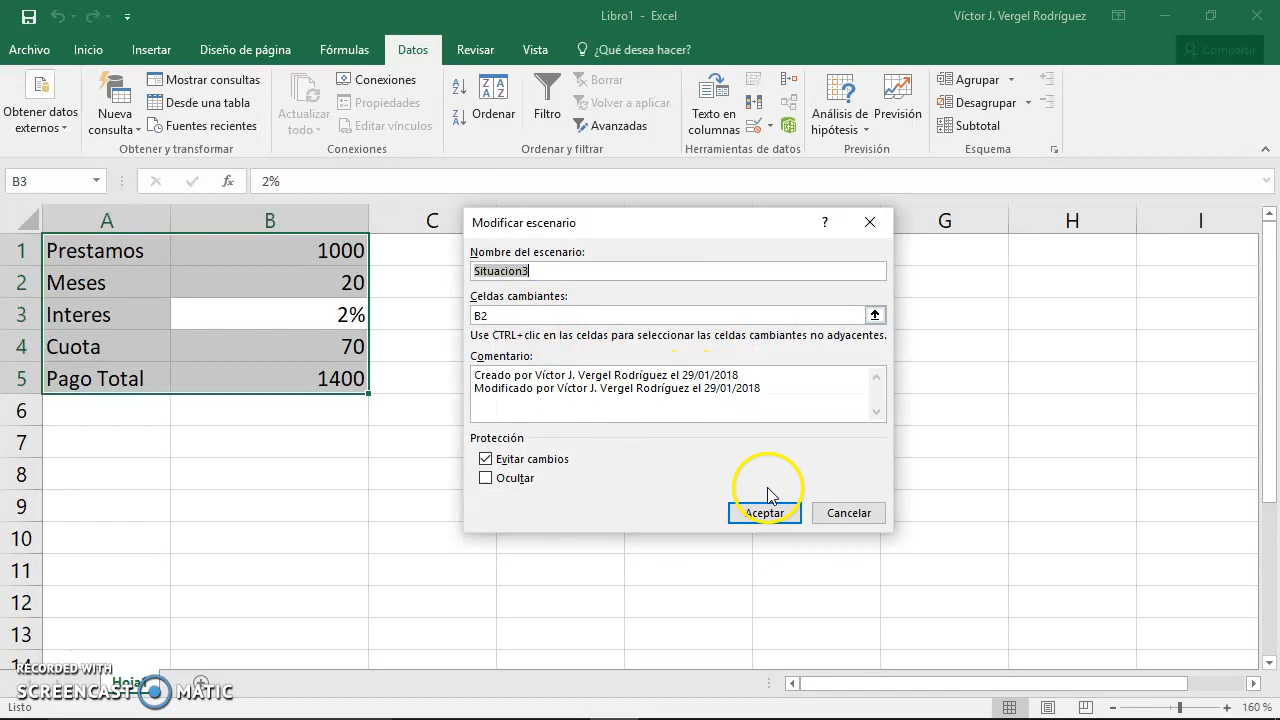 Libro1 - Excel
Víctor J. Vergel Rodríguez
Archivo Inicio Insertar Diseño de página Fórmulas Datos Revisar Vista ¿Qué desea hacer? Compartir
Obtener datos externos
Nueva consulta
Mostrar consultas
Desde una tabla
Fuentes recientes
Obtener y transformar
Actualizar todo
Conexiones
Propiedades
Editar vínculos
Conexiones
Ordenar
Filtro
Borrar
Volver a aplicar
Avanzadas
Ordenar y filtrar
Texto en columnas
Herramientas de datos
Análisis de hipótesis
Previsión
Previsión
Agrupar
Desagrupar
Subtotal
Esquema
B3 fx 2%
A B C G H I
1 Prestamos 1000
2 Meses 20
3 Interes 2%
4 Cuota 70
5 Pago Total 1400
6
7
8
9
10
11
12
13
14
Modificar escenario ?
Nombre del escenario:
Situacion3
Celdas cambiantes:
B2
Use CTRL+clic en las celdas para seleccionar las celdas cambiantes no adyacentes.
Comentario:
Creado por Víctor J. Vergel Rodríguez el 29/01/2018
Modificado por Víctor J. Vergel Rodríguez el 29/01/2018
Protección
Evitar cambios
Ocultar
Aceptar Cancelar
RECORDED WITH
SCREENCAST MATIC
Listo 160 %